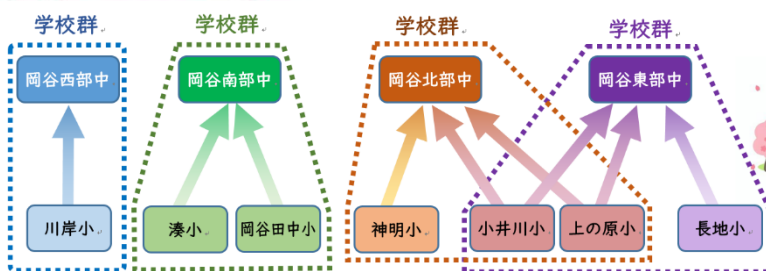 学校群
学校群
学校群
学校群
岡谷西部中
岡谷南部中
岡谷北部中
岡谷東部中
川岸小
湊小
岡谷田中小
神明小
小井川小
上の原小
長地小